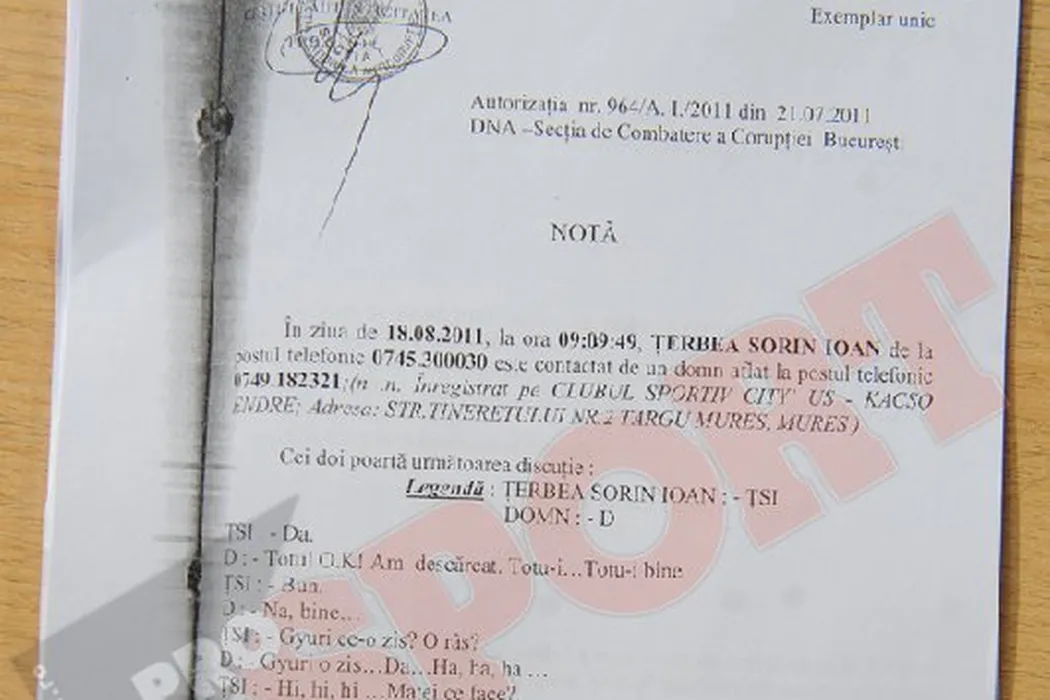 Exemplar unic
Autorizația nr. 964/A. I./2011 din 21.07.2011
DNA –Secția de Combatere a Corupției București
NOTĂ
În ziua de 18.08.2011, la ora 09:09:49, ȚERBEA SORIN IOAN de la
postul telefonic 0745.300030 este contactat de un domn aflat la postul telefonic
0749.182321 (n .n. Înregistrat pe CLUBUL SPORTIV CITY US - KACSO
ENDRE; Adresa: STR.TINERETULUI NR.2 TARGU MURES, MURES )
Cei doi poartă următoarea discuție :
Legendă : ȚERBEA SORIN IOAN : - ȚSI
DOMN : - D
ȚSI - Da.
D : - Totul O.K! Am descărcat. Totu-i…Totu-i bine
ȚSI : - Bun.
D : - Na, bine…
ȚSI : - Gyuri ce-o zis? O râs?
D : - Gyuri o zis…Da…Ha, ha, ha …
ȚSI : - Hi, hi, hi …Matei ce face?
PRO SPORT